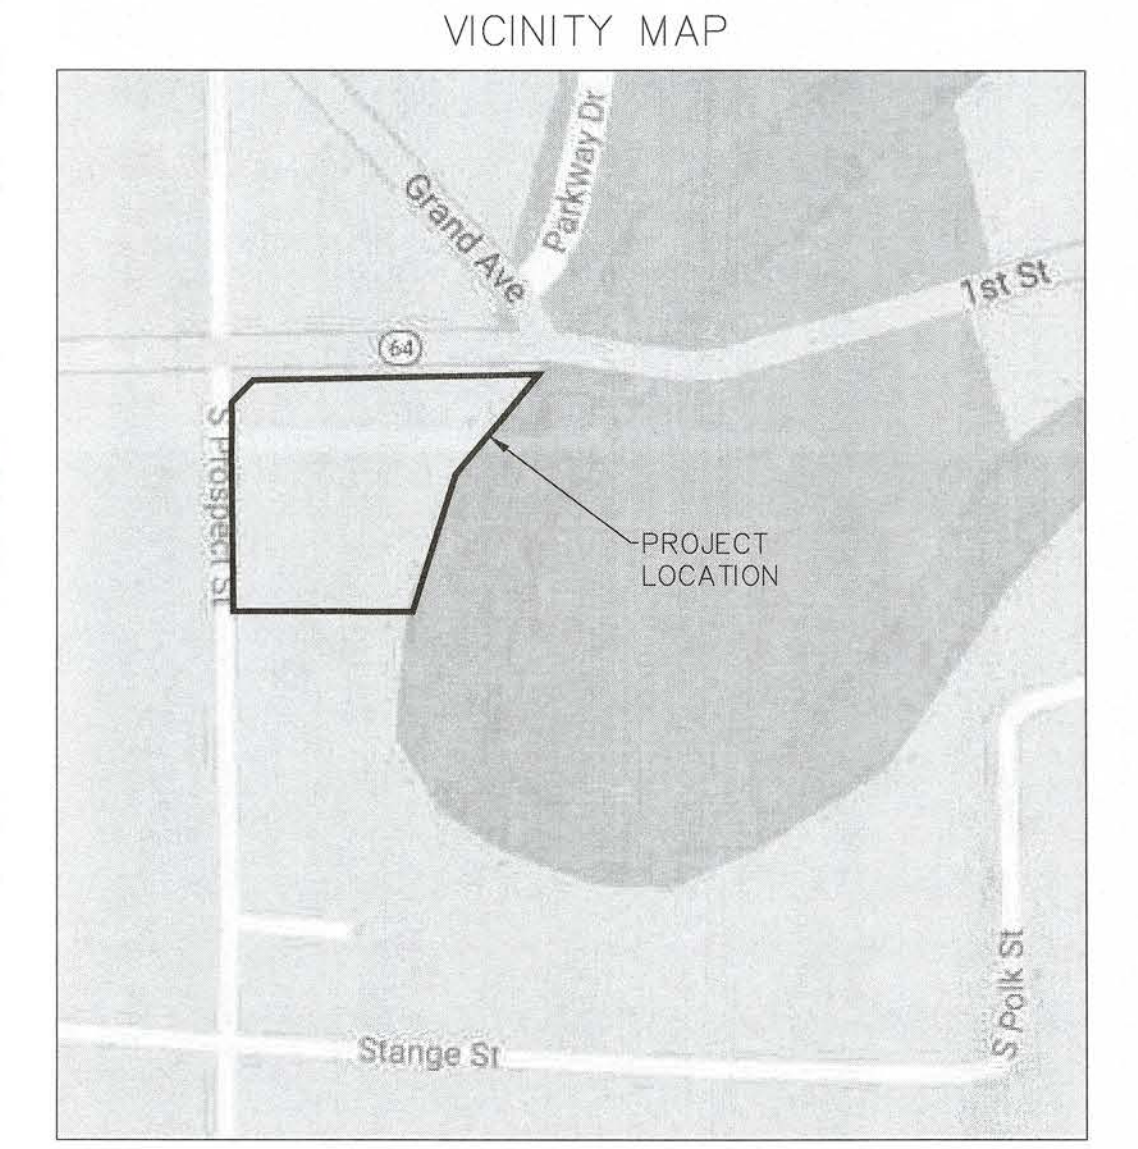 VICINITY MAP
Parkway Dr
Grand Ave
1st St
64
S Prospect St
PROJECT
LOCATION
S Polk St
Stange St